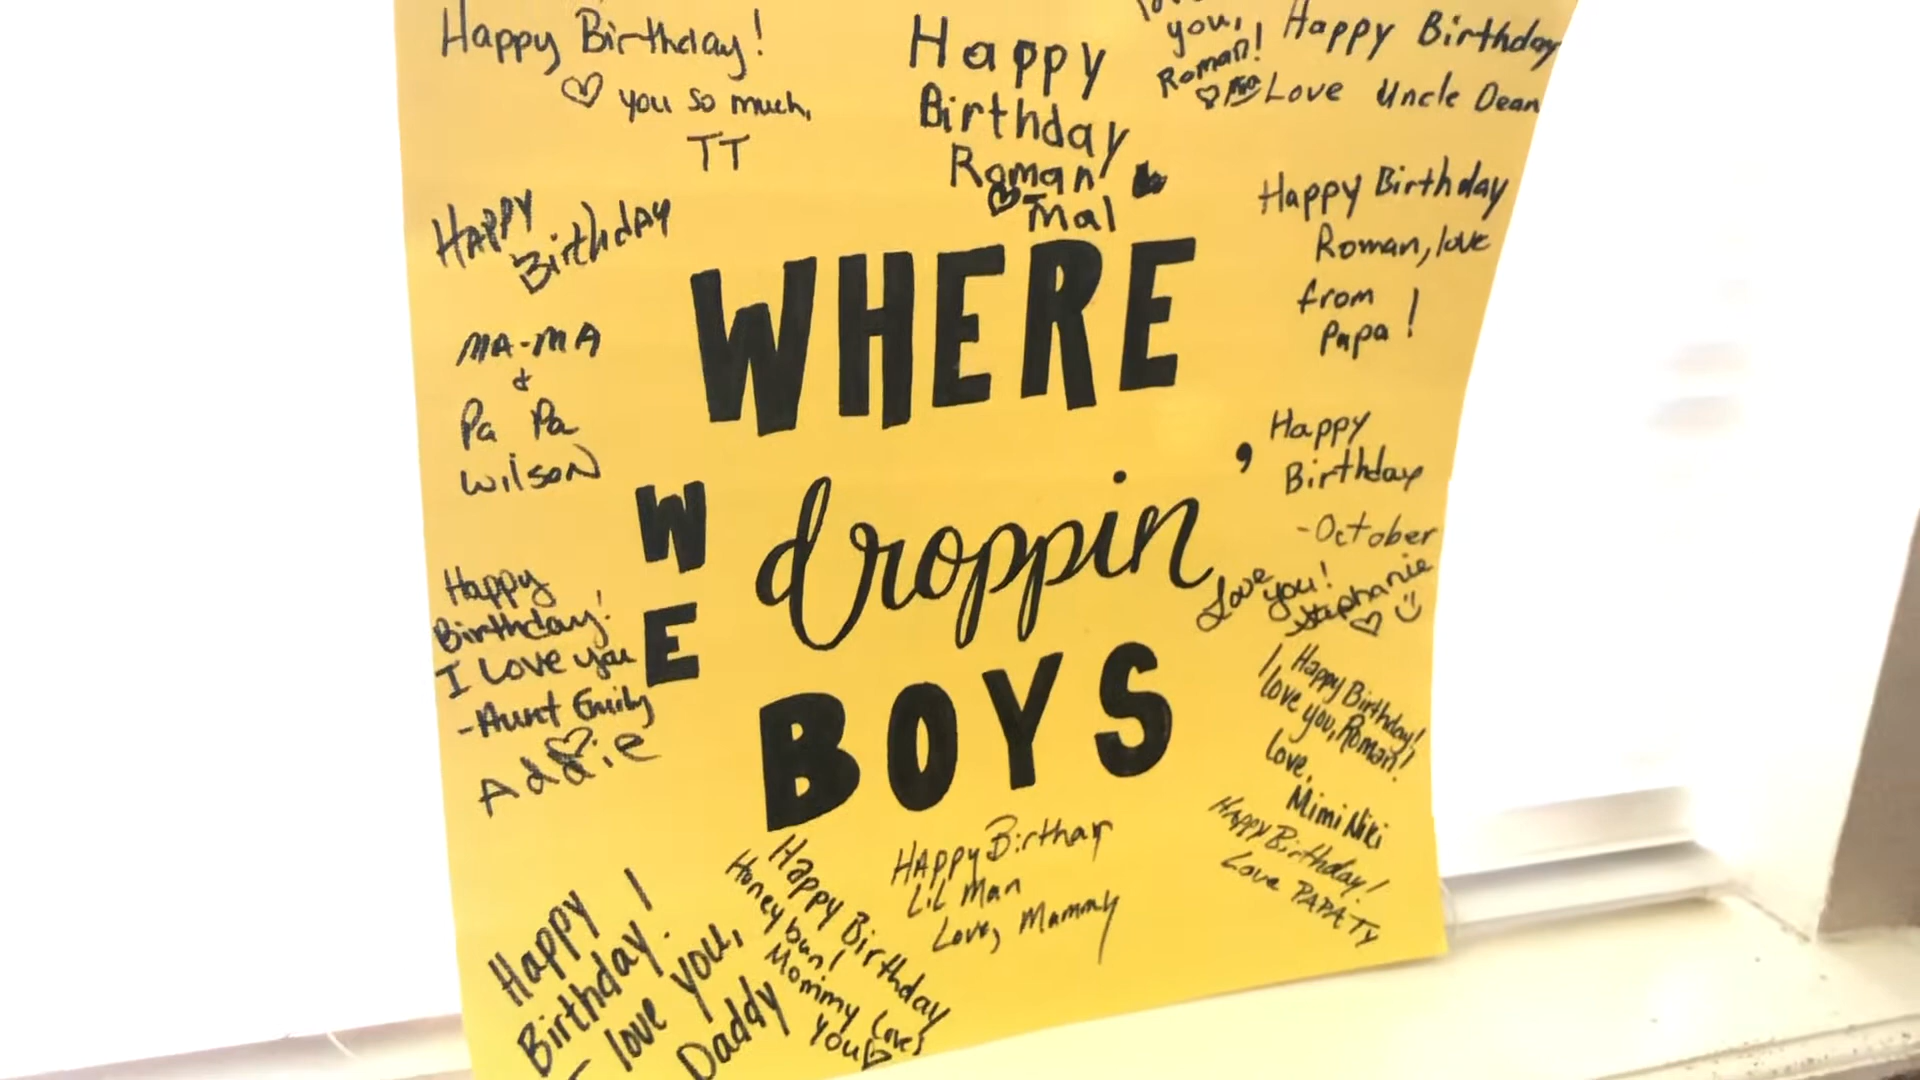 Happy Birthday!
♡ you so much,
TT
Happy
Birthday
Roman
♡ Mal
you,
Roman!
Happy Birthday
Love Uncle Dean
HAPPY
BirthdAY
MA-MA
&
Pa Pa
Wilson
Happy Birthday
Roman, love
from
Papa!
WHERE
WE
droppin'
BOYS
Happy
Birthday
-October
Love you!
Stephanie
♡ :)
Happy
Birthday!
I Love you
-Aunt Emily
♡
Addie
Happy Birthday!
I love you, Roman!
Love,
Mimi Niki
Happy Birthday!
Love PAPA TY
Happy
Birthday!
I love you,
Daddy
Happy Birthday
Honeybun!
Mommy loves
you♡
HAppy Birthay
Lil Man
Love, Mammy